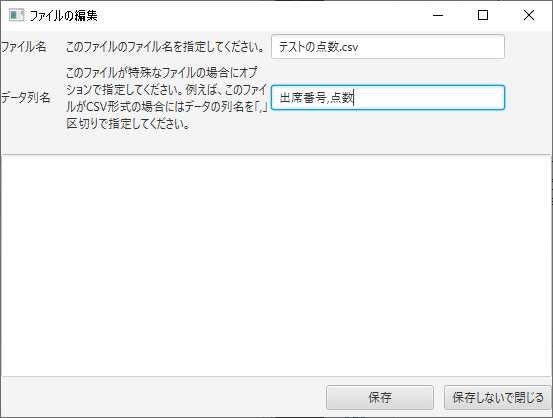 ファイルの編集
ファイル名 このファイルのファイル名を指定してください。 テストの点数.csv
このファイルが特殊なファイルの場合にオプ
ションで指定してください。例えば、このファイ
データ列名 ルがCSV形式の場合にはデータの列名を「,」 出席番号,点数
区切りで指定してください。
保存 保存しないで閉じる